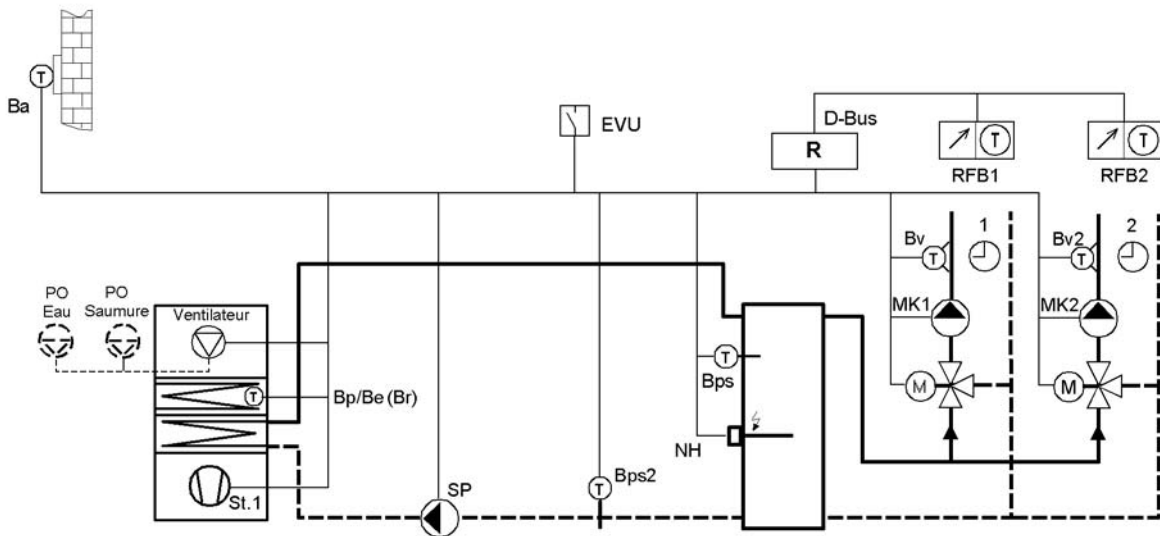 T
Ba
EVU
D-Bus
R
T
RFB1
T
RFB2
Bv
T
1
Bv2
T
2
PO
Eau
PO
Saumure
Ventilateur
MK1
MK2
T
Bp/Be (Br)
T
Bps
M
M
NH
St.1
SP
Bps2
T